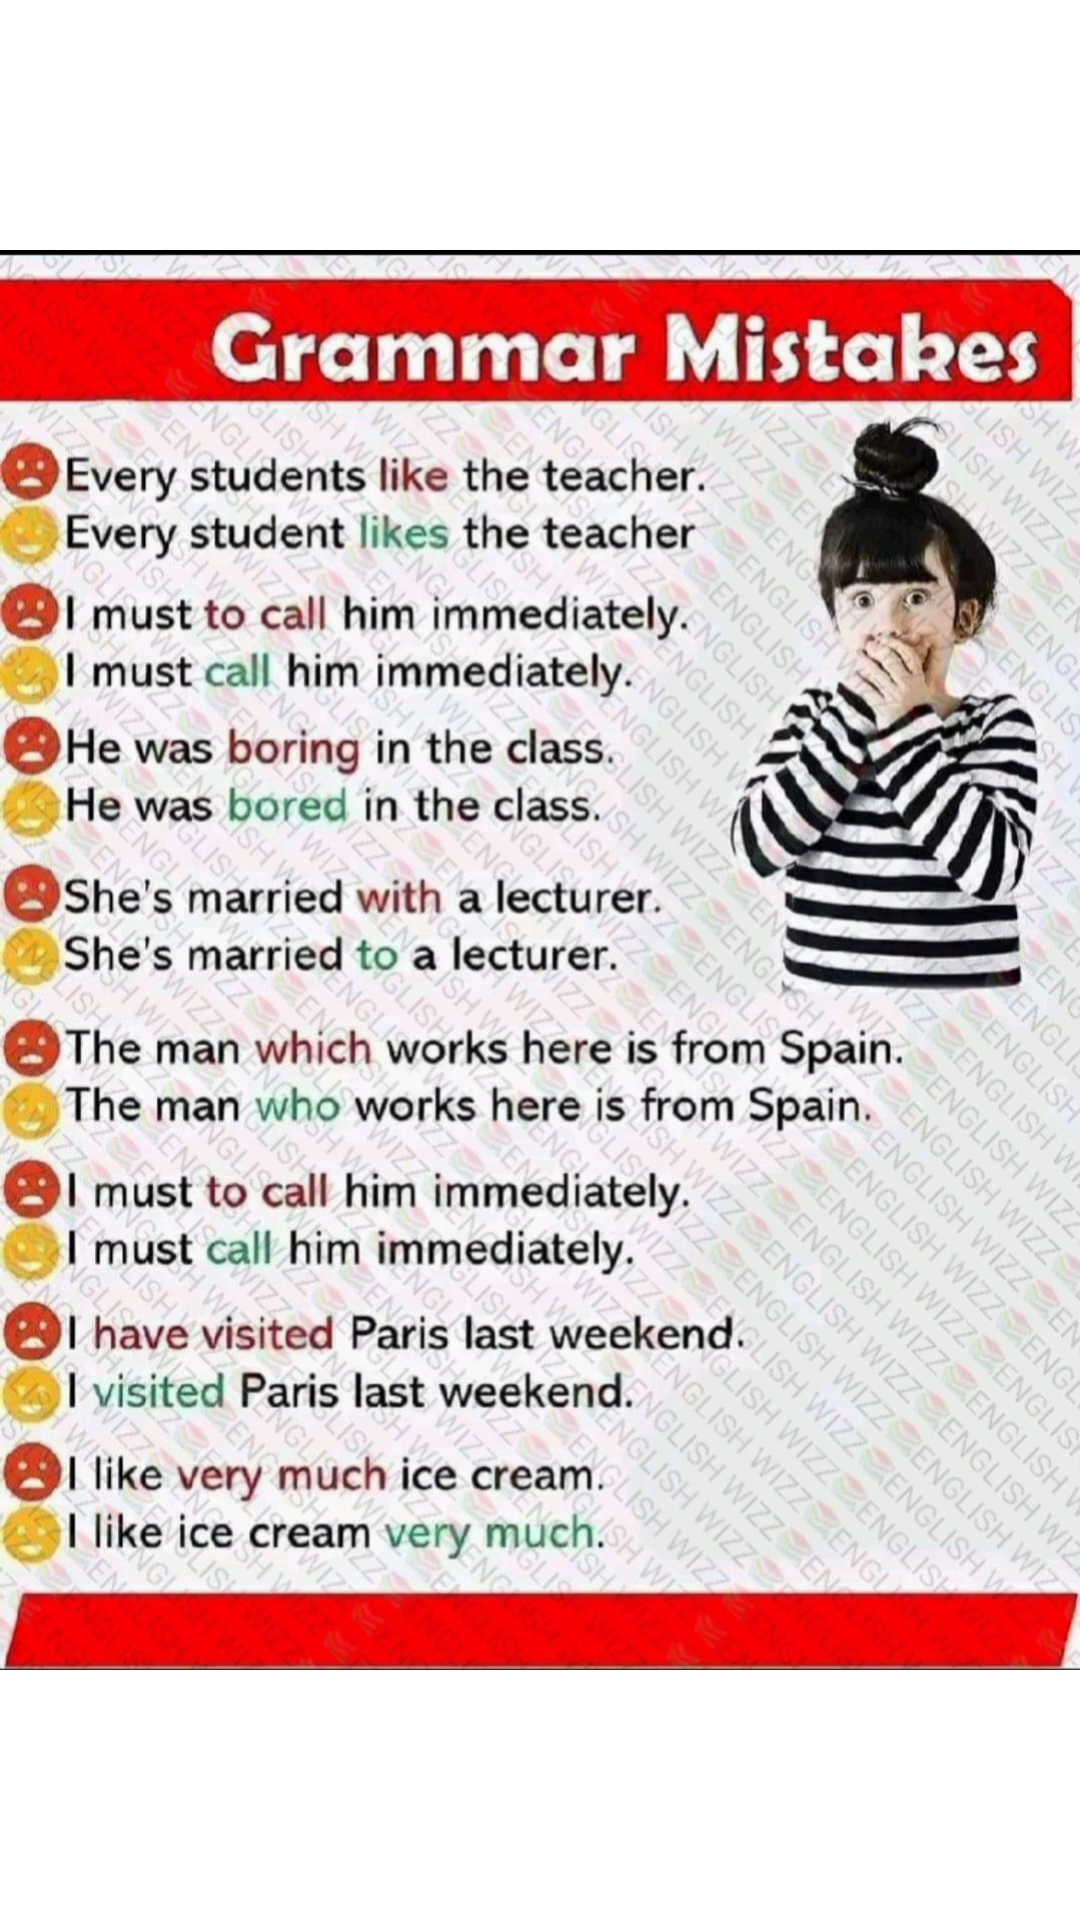 Grammar Mistakes
Every students like the teacher.
Every student likes the teacher
I must to call him immediately.
I must call him immediately.
He was boring in the class.
He was bored in the class.
She's married with a lecturer.
She's married to a lecturer.
The man which works here is from Spain.
The man who works here is from Spain.
I must to call him immediately.
I must call him immediately.
I have visited Paris last weekend.
I visited Paris last weekend.
I like very much ice cream.
I like ice cream very much.
ENGLISH WIZZ